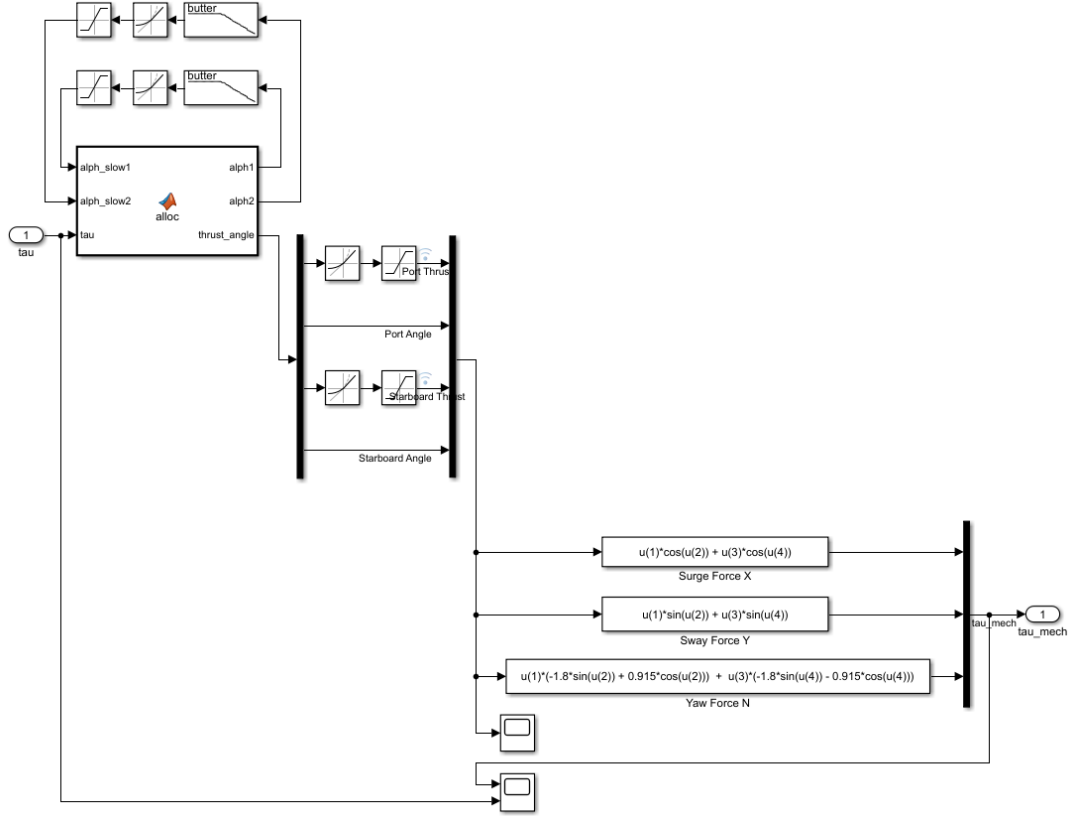 butter
butter
alph_slow1
alph1
alph_slow2
alph2
alloc
1
tau
tau
thrust_angle
Port Thrus
Port Angle
Starboard Thrust
Starboard Angle
u(1)*cos(u(2)) + u(3)*cos(u(4))
Surge Force X
u(1)*sin(u(2)) + u(3)*sin(u(4))
Sway Force Y
1
tau_mech
tau_mech
u(1)*(-1.8*sin(u(2)) + 0.915*cos(u(2))) + u(3)*(-1.8*sin(u(4)) - 0.915*cos(u(4)))
Yaw Force N